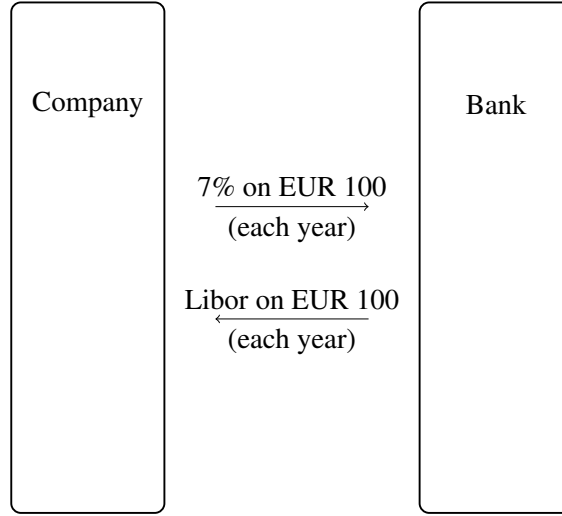 Company
Bank
7% on EUR 100
(each year)
Libor on EUR 100
(each year)